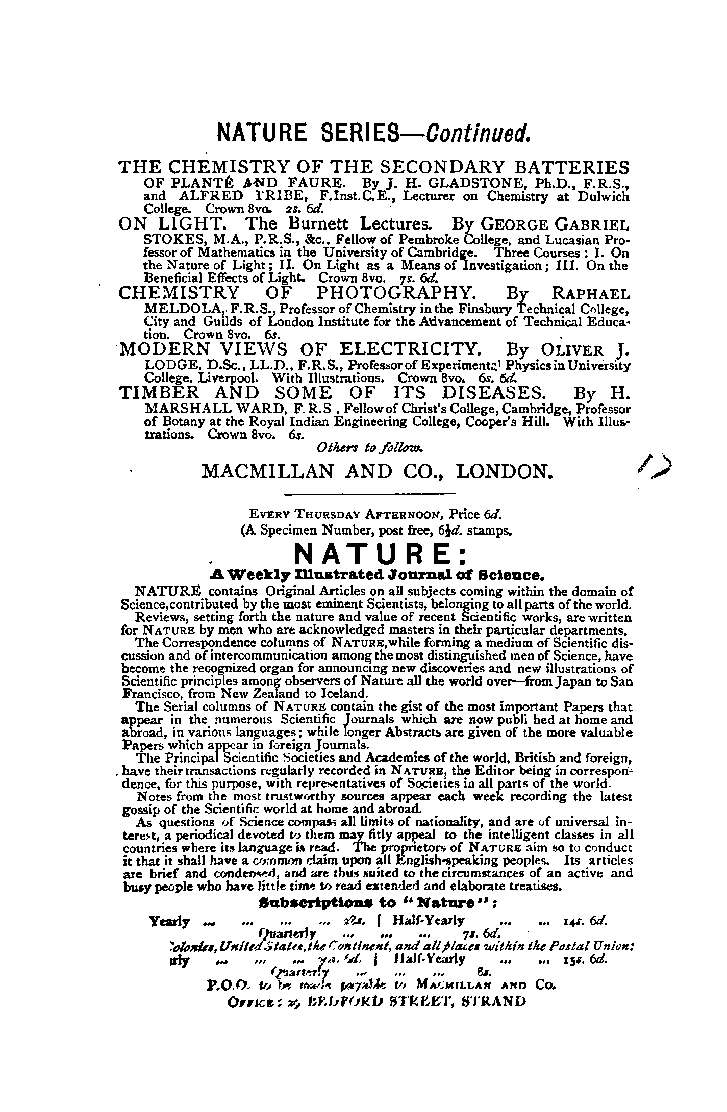 NATURE SERIES—Continued.
THE CHEMISTRY OF THE SECONDARY BATTERIES
OF PLANTÉ AND FAURE. By J. H. GLADSTONE, Ph.D., F.R.S.,
and ALFRED TRIBE, F.Inst.C.E., Lecturer on Chemistry at Dulwich
College. Crown 8vo. 2s. 6d.
ON LIGHT. The Burnett Lectures. By GEORGE GABRIEL
STOKES, M.A., P.R.S., &c., Fellow of Pembroke College, and Lucasian Pro-
fessor of Mathematics in the University of Cambridge. Three Courses: I. On
the Nature of Light; II. On Light as a Means of Investigation; III. On the
Beneficial Effects of Light. Crown 8vo. 7s. 6d.
CHEMISTRY OF PHOTOGRAPHY. By RAPHAEL
MELDOLA, F.R.S., Professor of Chemistry in the Finsbury Technical College,
City and Guilds of London Institute for the Advancement of Technical Educa-
tion. Crown 8vo. 6s.
MODERN VIEWS OF ELECTRICITY. By OLIVER J.
LODGE, D.Sc., LL.D., F.R.S., Professor of Experimental Physics in University
College, Liverpool. With Illustrations. Crown 8vo. 6s. 6d.
TIMBER AND SOME OF ITS DISEASES. By H.
MARSHALL WARD, F.R.S, Fellow of Christ's College, Cambridge, Professor
of Botany at the Royal Indian Engineering College, Cooper's Hill. With Illus-
trations. Crown 8vo. 6s.
Others to follow.
MACMILLAN AND CO., LONDON.
EVERY THURSDAY AFTERNOON, Price 6d.
(A Specimen Number, post free, 6½d. stamps.
NATURE:
A Weekly Illustrated Journal of Science.
NATURE contains Original Articles on all subjects coming within the domain of
Science, contributed by the most eminent Scientists, belonging to all parts of the world.
Reviews, setting forth the nature and value of recent Scientific works, are written
for NATURE by men who are acknowledged masters in their particular departments.
The Correspondence columns of NATURE, while forming a medium of Scientific dis-
cussion and of intercommunication among the most distinguished men of Science, have
become the recognized organ for announcing new discoveries and new illustrations of
Scientific principles among observers of Nature all the world over—from Japan to San
Francisco, from New Zealand to Iceland.
The Serial columns of NATURE contain the gist of the most important Papers that
appear in the numerous Scientific Journals which are now publi hed at home and
abroad, in various languages; while longer Abstracts are given of the more valuable
Papers which appear in foreign Journals.
The Principal Scientific Societies and Academies of the world, British and foreign,
have their transactions regularly recorded in NATURE, the Editor being in correspon-
dence, for this purpose, with representatives of Societies in all parts of the world.
Notes from the most trustworthy sources appear each week recording the latest
gossip of the Scientific world at home and abroad.
As questions of Science compass all limits of nationality, and are of universal in-
terest, a periodical devoted to them may fitly appeal to the intelligent classes in all
countries where its language is read. The proprietors of NATURE aim so to conduct
it that it shall have a common claim upon all English-speaking peoples. Its articles
are brief and condensed, and are thus suited to the circumstances of an active and
busy people who have little time to read extended and elaborate treatises.
Subscriptions to "Nature":
Yearly ... ... ... ... 28s. | Half-Yearly ... ... 14s. 6d.
Quarterly ... ... ... 7s. 6d.
olonies, United States, the Continent, and all places within the Postal Union:
rly ... ... ... | Half-Yearly ... ... 15s. 6d.
Quarterly ... ... ... 8s.
P.O.O. to be made payable to MACMILLAN AND CO.
OFFICE: BEDFORD STREET, STRAND